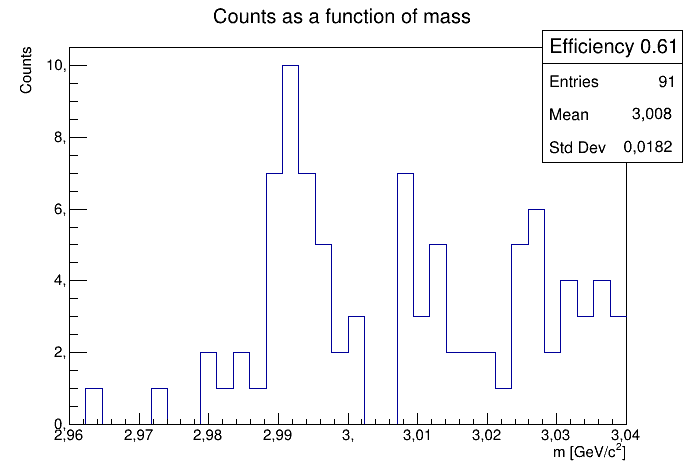 Counts as a function of mass
Efficiency 0.61
Entries 91
Mean 3,008
Std Dev 0,0182
Counts
10,
8,
6,
4,
2,
0,
2,96 2,97 2,98 2,99 3, 3,01 3,02 3,03 3,04
m [GeV/c²]